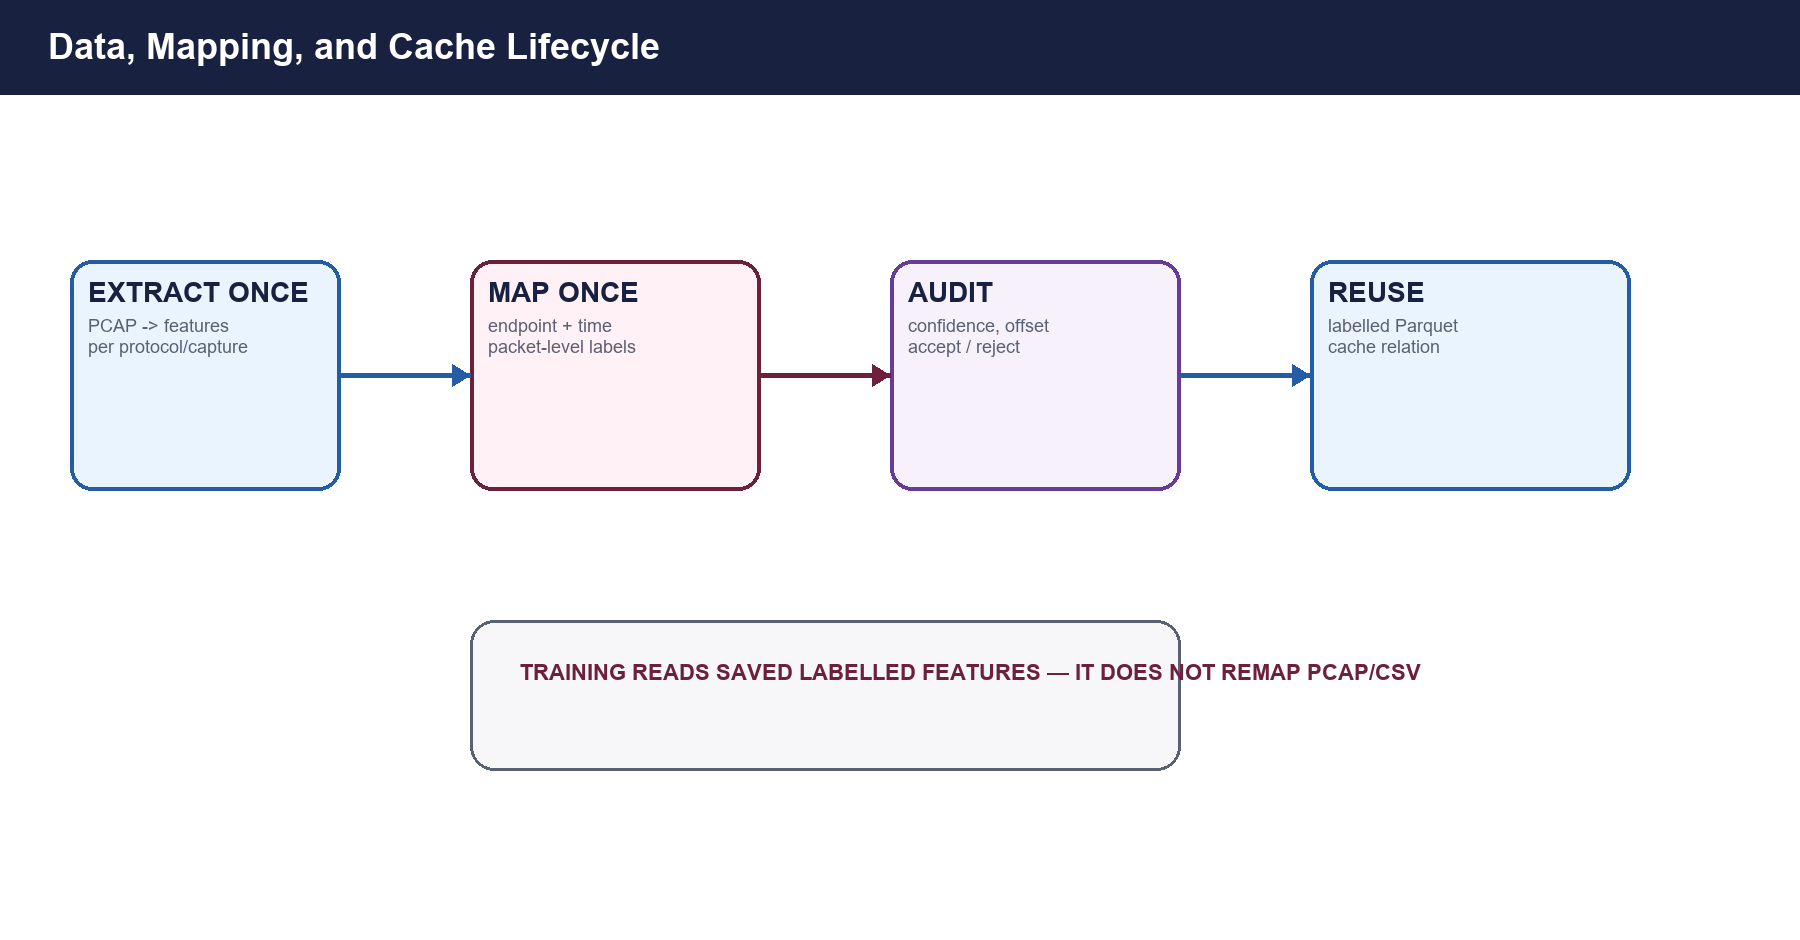 Data, Mapping, and Cache Lifecycle
EXTRACT ONCE
PCAP -> features
per protocol/capture
MAP ONCE
endpoint + time
packet-level labels
AUDIT
confidence, offset
accept / reject
REUSE
labelled Parquet
cache relation
TRAINING READS SAVED LABELLED FEATURES — IT DOES NOT REMAP PCAP/CSV